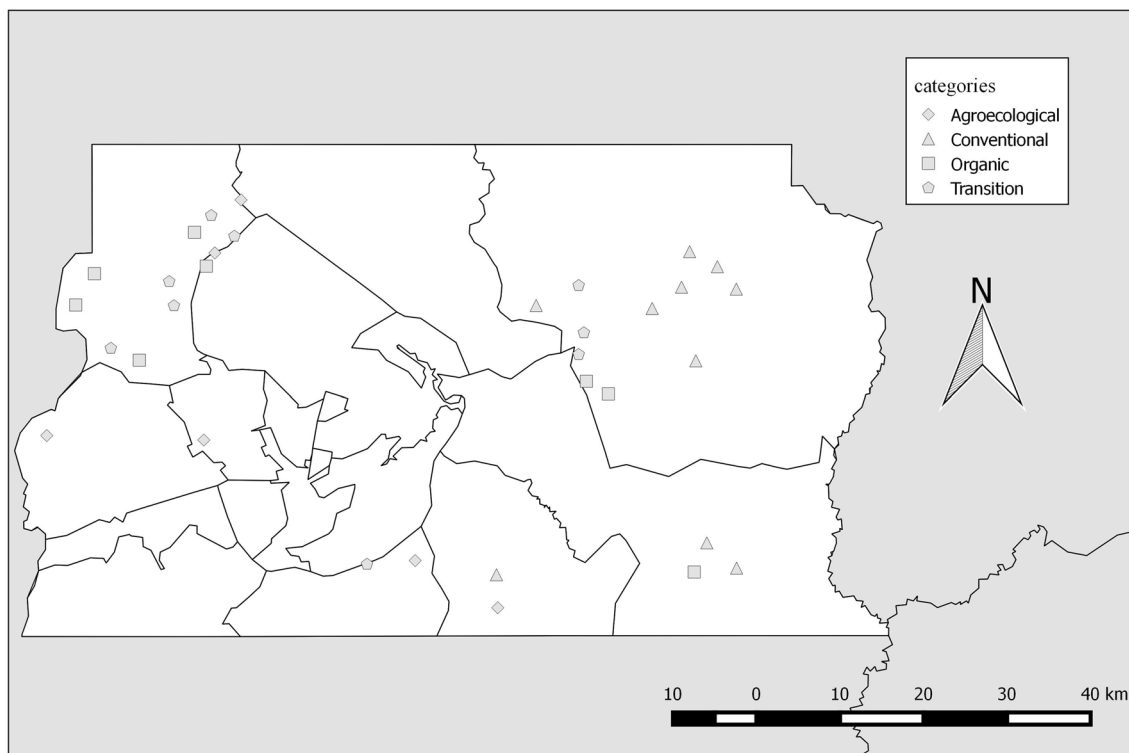 categories
Agroecological
Conventional
Organic
Transition
N
10 0 10 20 30 40 km